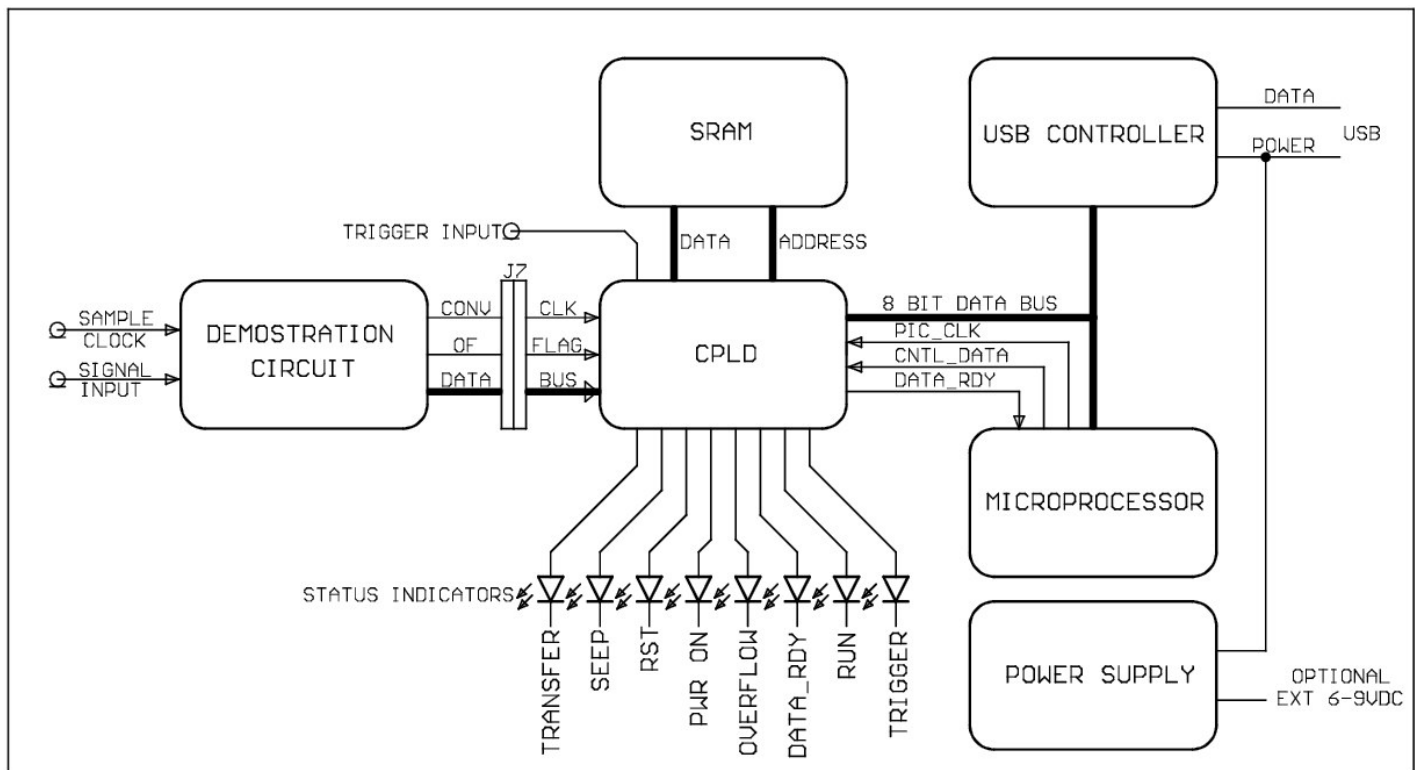 SRAM
USB CONTROLLER
DATA
POWER
USB
TRIGGER INPUT
DATA
ADDRESS
J7
SAMPLE
CLOCK
SIGNAL
INPUT
DEMOSTRATION
CIRCUIT
CONV
CLK
OF
FLAG
DATA
BUS
CPLD
8 BIT DATA BUS
PIC_CLK
CNTL_DATA
DATA_RDY
MICROPROCESSOR
STATUS INDICATORS
TRANSFER
SEEP
RST
PWR ON
OVERFLOW
DATA_RDY
RUN
TRIGGER
POWER SUPPLY
OPTIONAL
EXT 6-9VDC